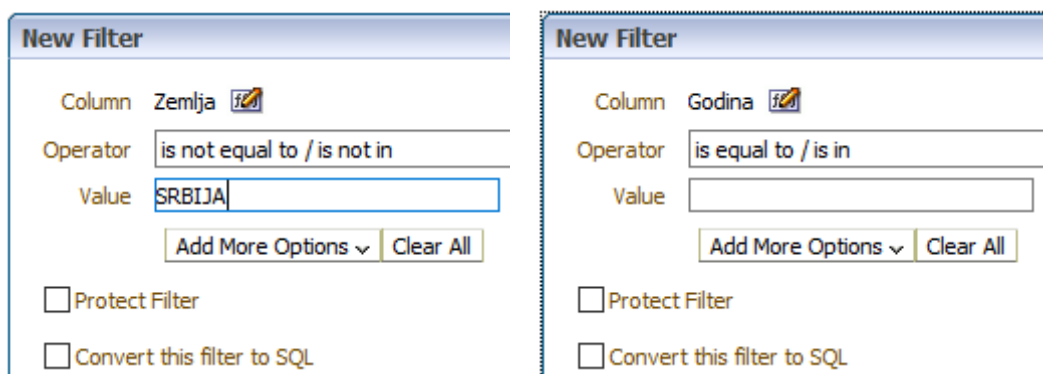 New Filter
Column Zemlja
Operator is not equal to / is not in
Value SRBIJA
Add More Options Clear All
Protect Filter
Convert this filter to SQL
New Filter
Column Godina
Operator is equal to / is in
Value
Add More Options Clear All
Protect Filter
Convert this filter to SQL